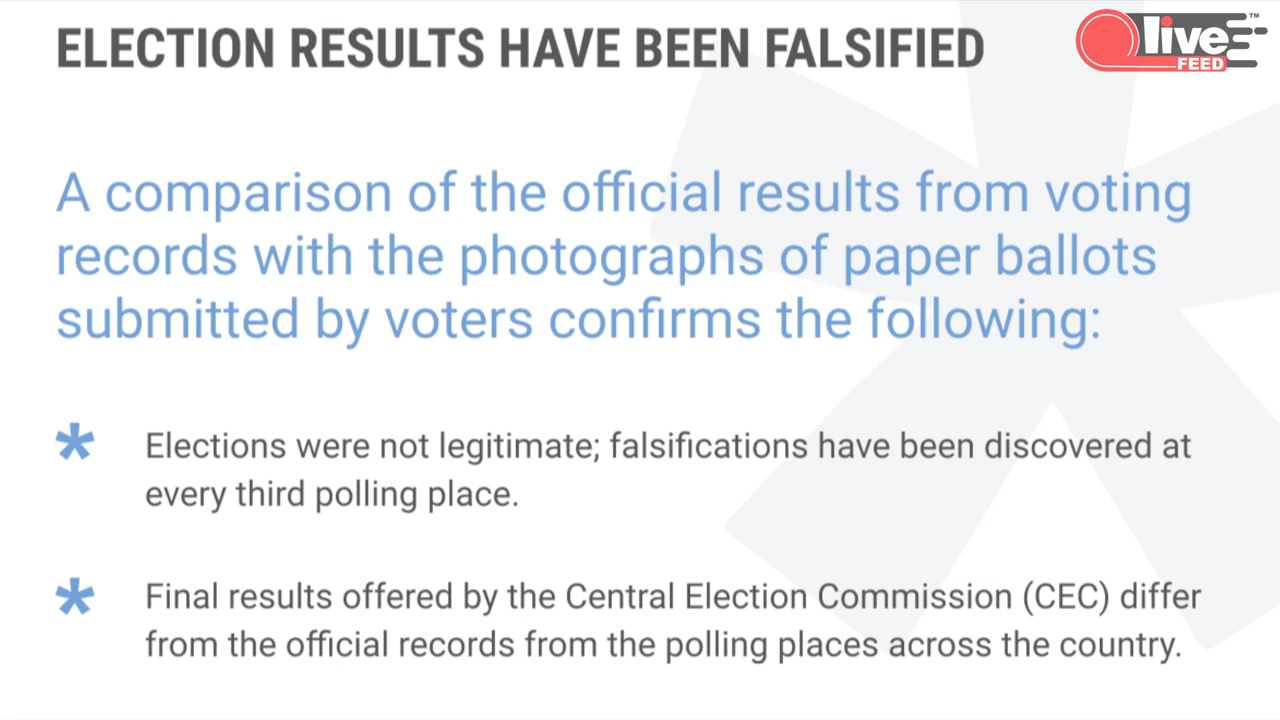 ELECTION RESULTS HAVE BEEN FALSIFIED
live ™
FEED
A comparison of the official results from voting
records with the photographs of paper ballots
submitted by voters confirms the following:
* Elections were not legitimate; falsifications have been discovered at
every third polling place.
* Final results offered by the Central Election Commission (CEC) differ
from the official records from the polling places across the country.